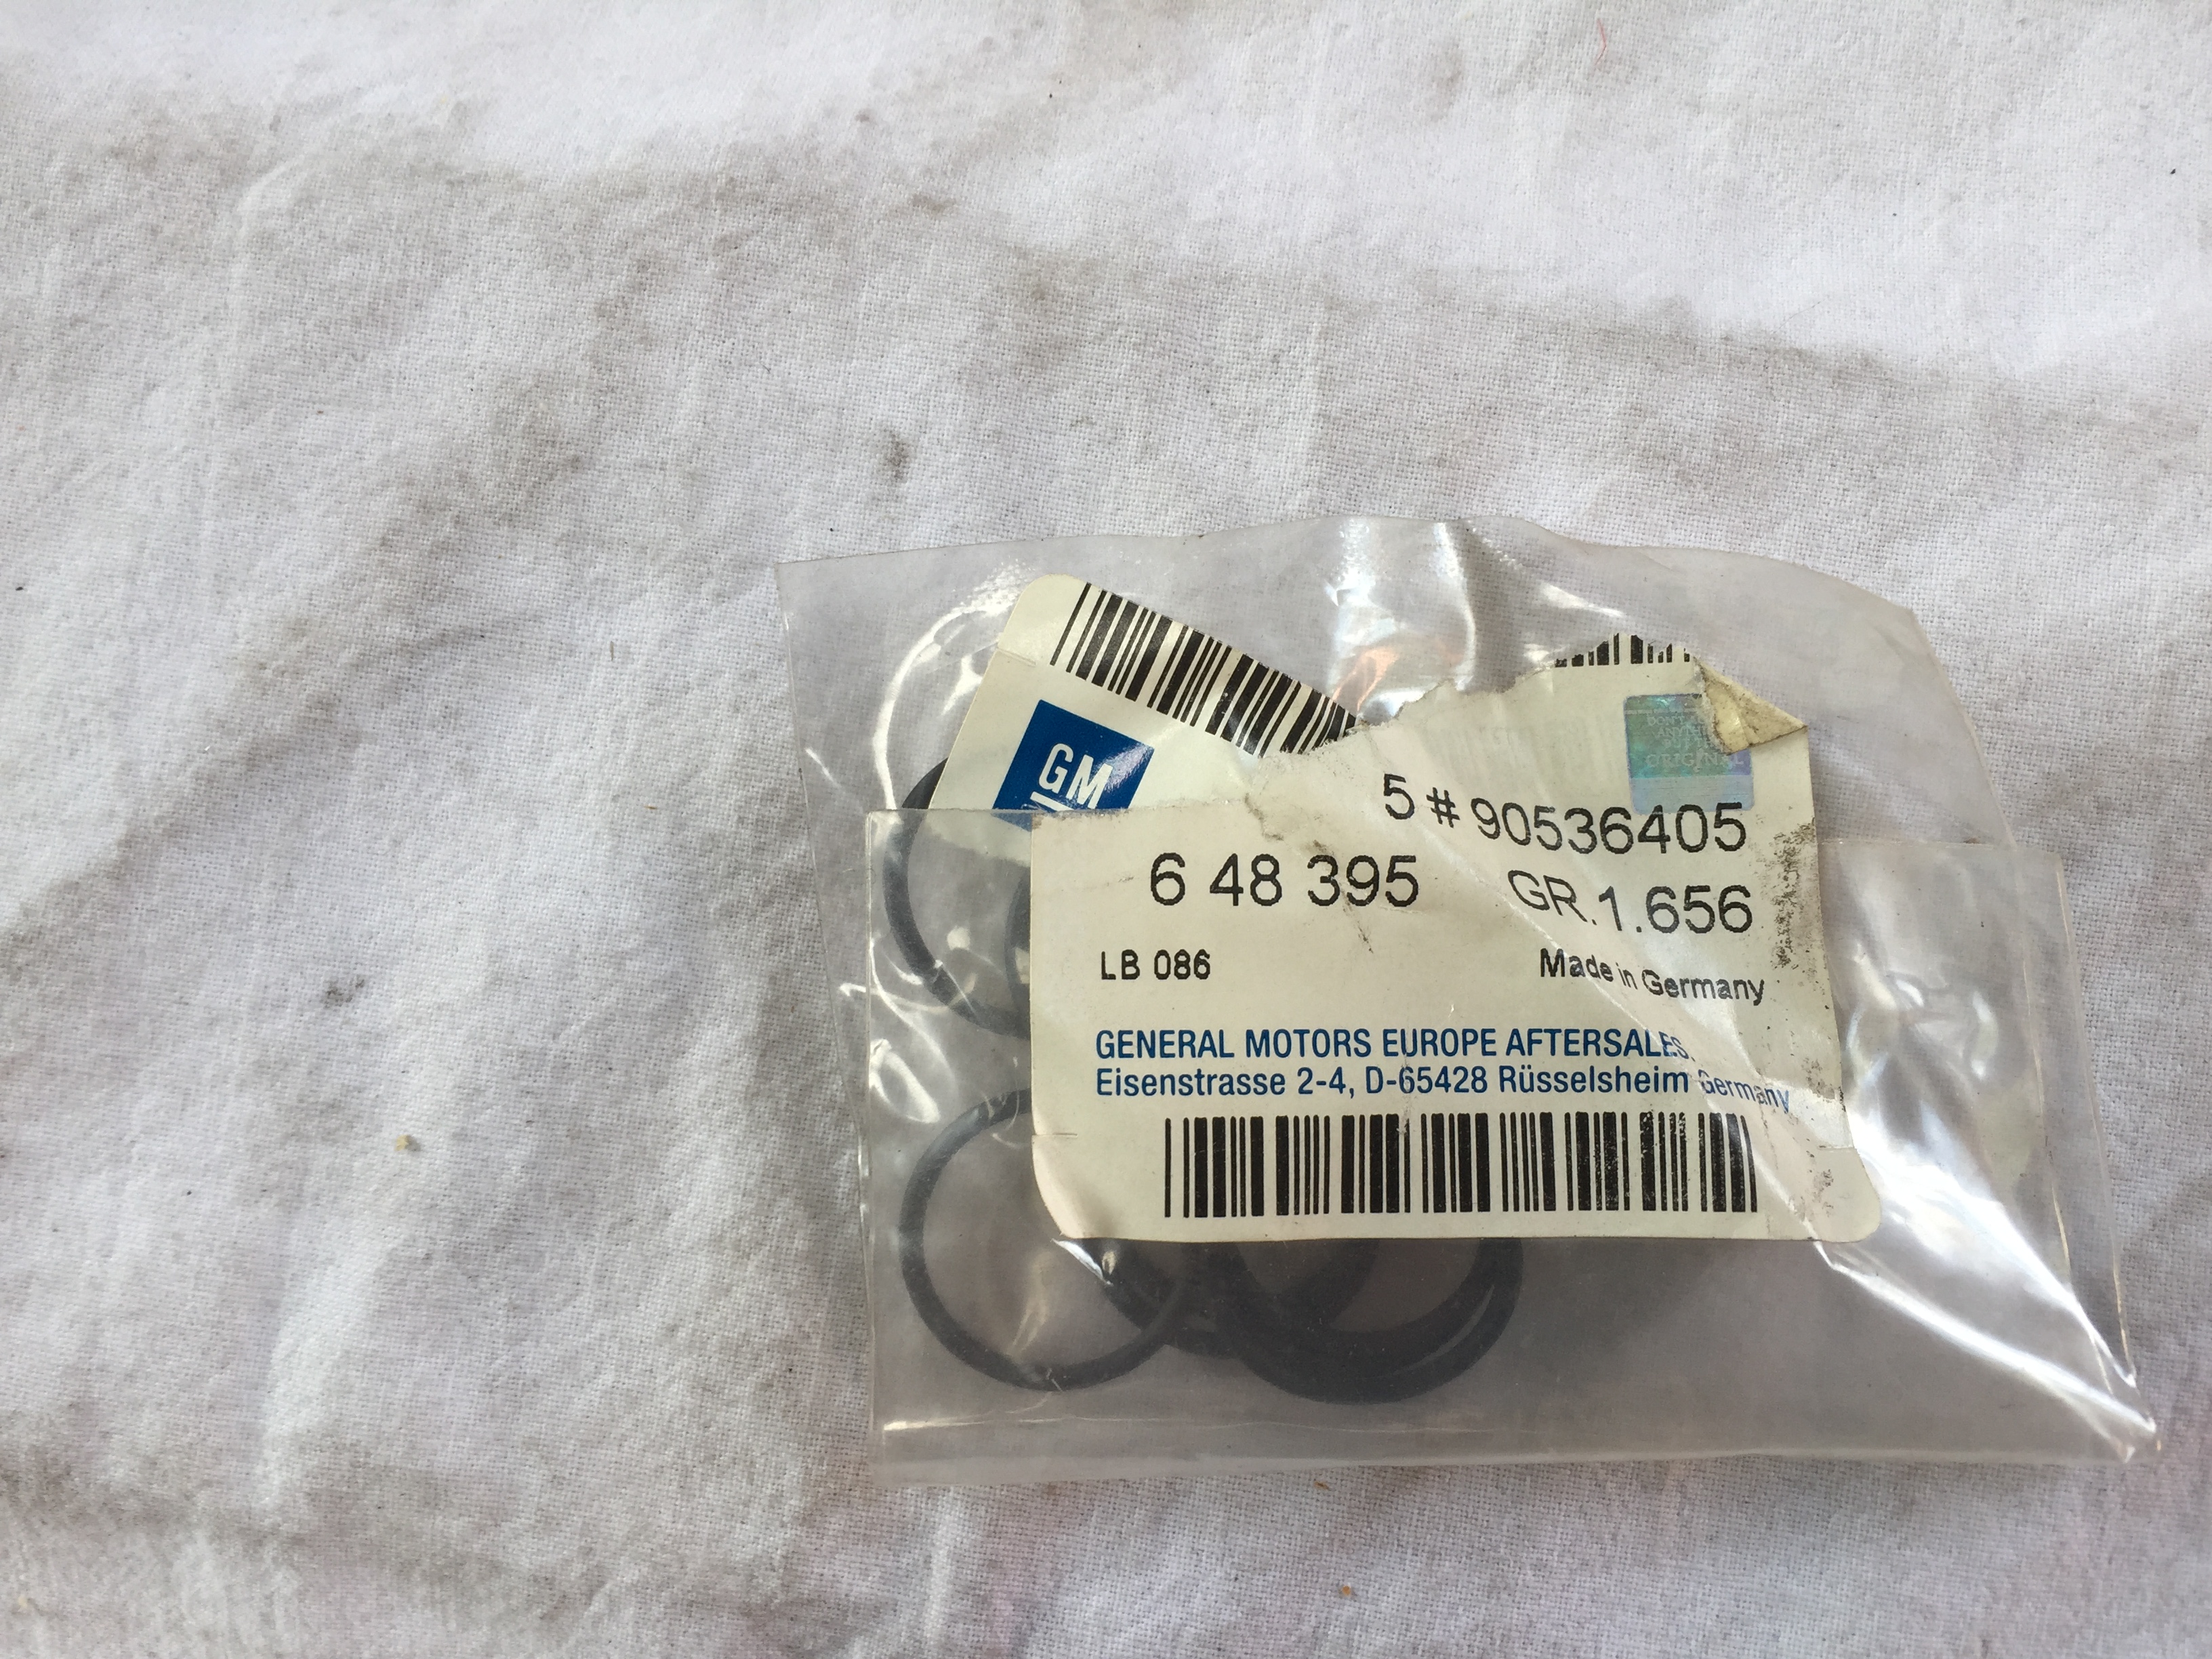 GM
ORIGINAL
5 # 90536405
6 48 395 GR.1.656
LB 086 Made in Germany
GENERAL MOTORS EUROPE AFTERSALES
Eisenstrasse 2-4, D-65428 Rüsselsheim Germany